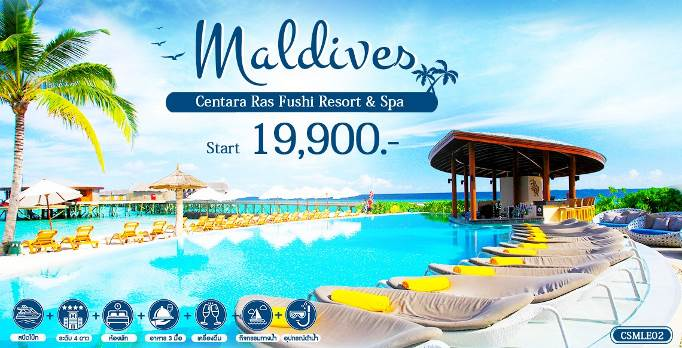 Maldives
Centara Ras Fushi Resort & Spa
Start 19,900.-
สปีดโบ๊ท
ระดับ 4 ดาว
ห้องพัก
อาหาร 3 มื้อ
เครื่องดื่ม
กิจกรรมทางน้ำ
อุปกรณ์ดำน้ำ
CSMLE02